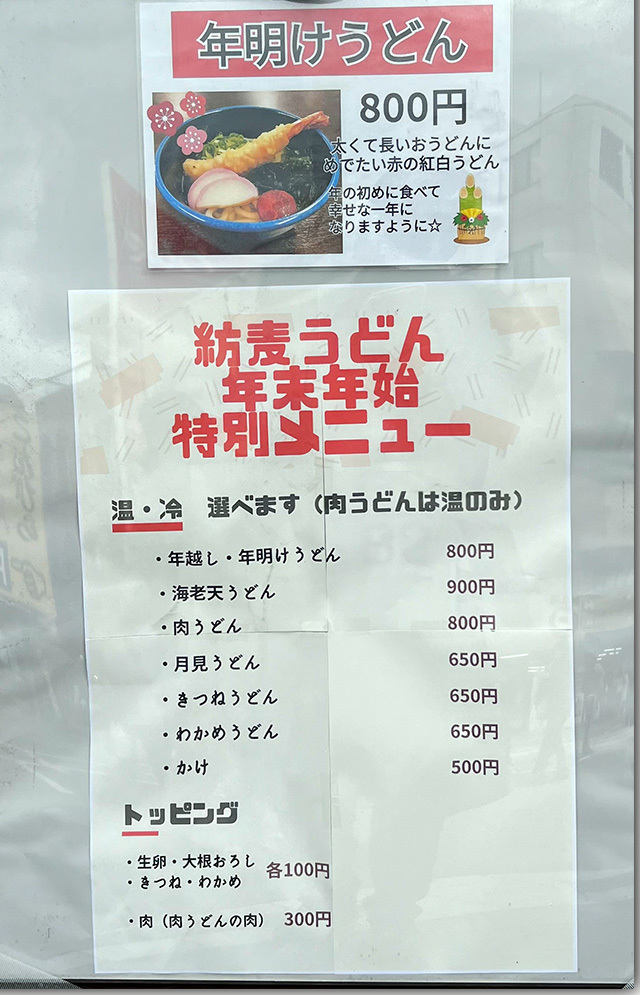 年明けうどん
800円
太くて長いおうどんに
めでたい赤の紅白うどん
年の初めに食べて
幸せな一年に
なりますように☆
紡麦うどん
年末年始
特別メニュー
温・冷 選べます（肉うどんは温のみ）
・年越し・年明けうどん 800円
・海老天うどん 900円
・肉うどん 800円
・月見うどん 650円
・きつねうどん 650円
・わかめうどん 650円
・かけ 500円
トッピング
・生卵・大根おろし
・きつね・わかめ 各100円
・肉（肉うどんの肉） 300円